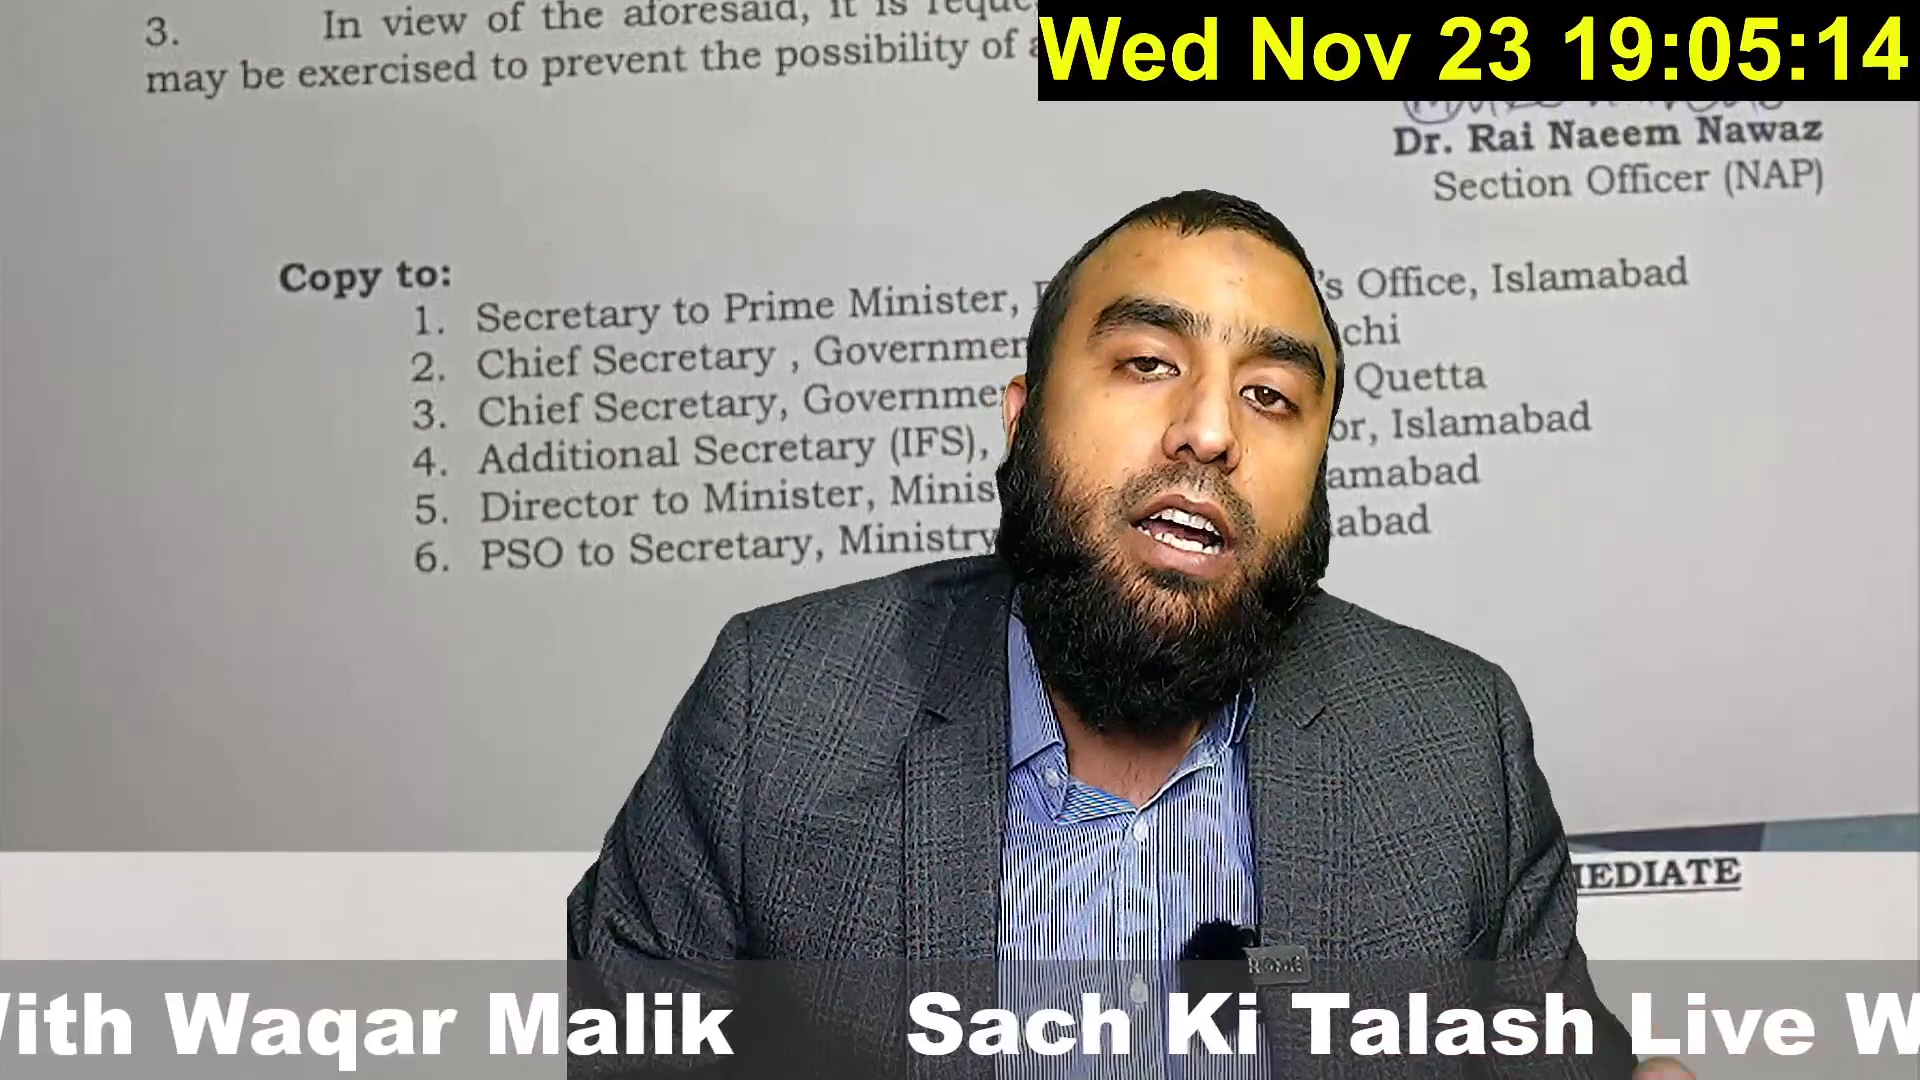 3. In view of the aforesaid, it is
may be exercised to prevent the possibility of
Wed Nov 23 19:05:14
Dr. Rai Naeem Nawaz
Section Officer (NAP)
Copy to:
1. Secretary to Prime Minister, 's Office, Islamabad
2. Chief Secretary , Governmen chi
3. Chief Secretary, Governme Quetta
4. Additional Secretary (IFS), or, Islamabad
5. Director to Minister, Minis amabad
6. PSO to Secretary, Ministry abad
EDIATE
RODE
ith Waqar Malik Sach Ki Talash Live W